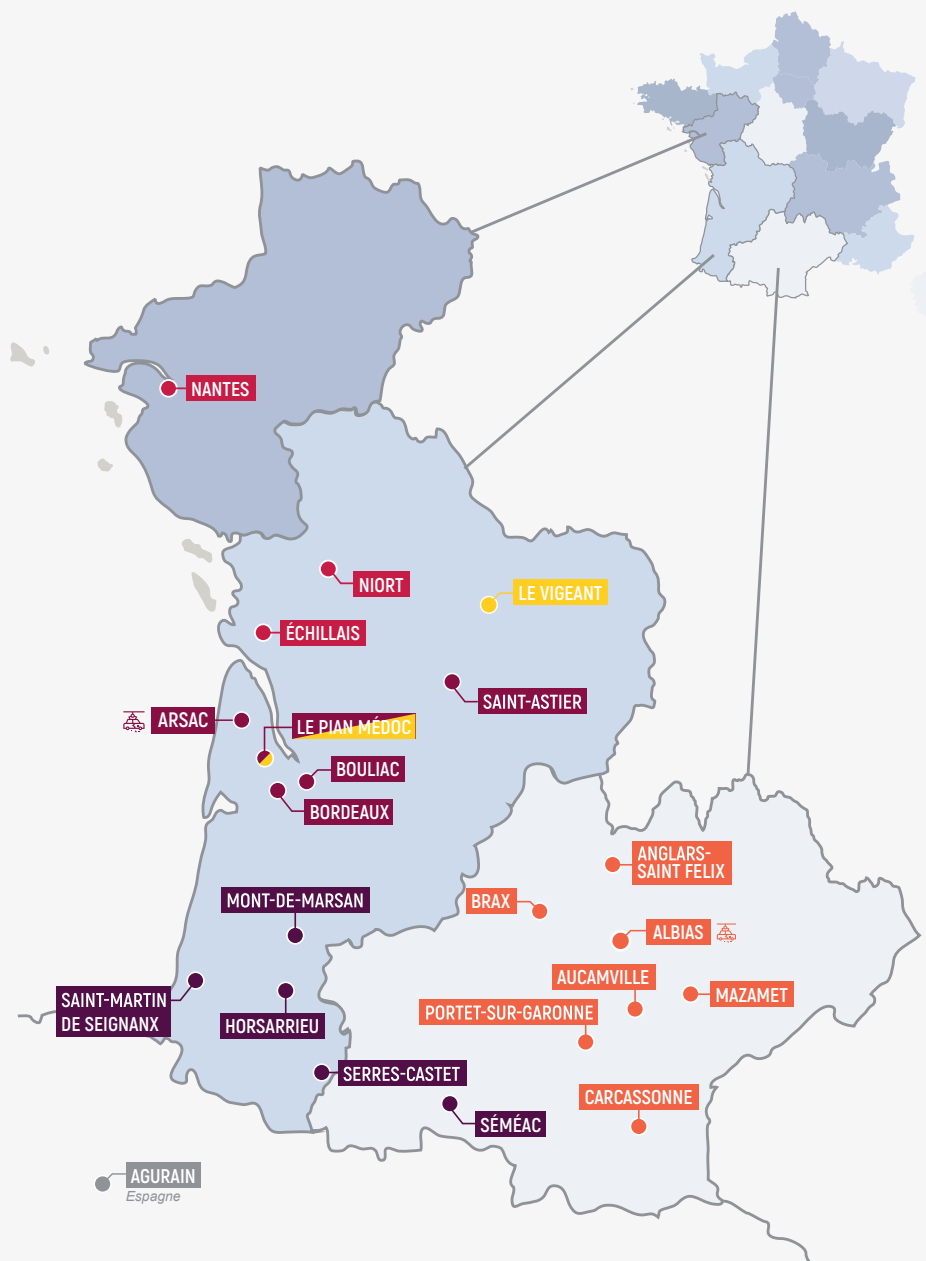 NANTES
NIORT
LE VIGEANT
ÉCHILLAIS
SAINT-ASTIER
ARSAC
LE PIAN MÉDOC
BOULIAC
BORDEAUX
ANGLARS-
SAINT FELIX
BRAX
MONT-DE-MARSAN
ALBIAS
AUCAMVILLE
MAZAMET
SAINT-MARTIN
DE SEIGNANX
PORTET-SUR-GARONNE
HORSARRIEU
SERRES-CASTET
CARCASSONNE
SÉMÉAC
AGURAIN
Espagne